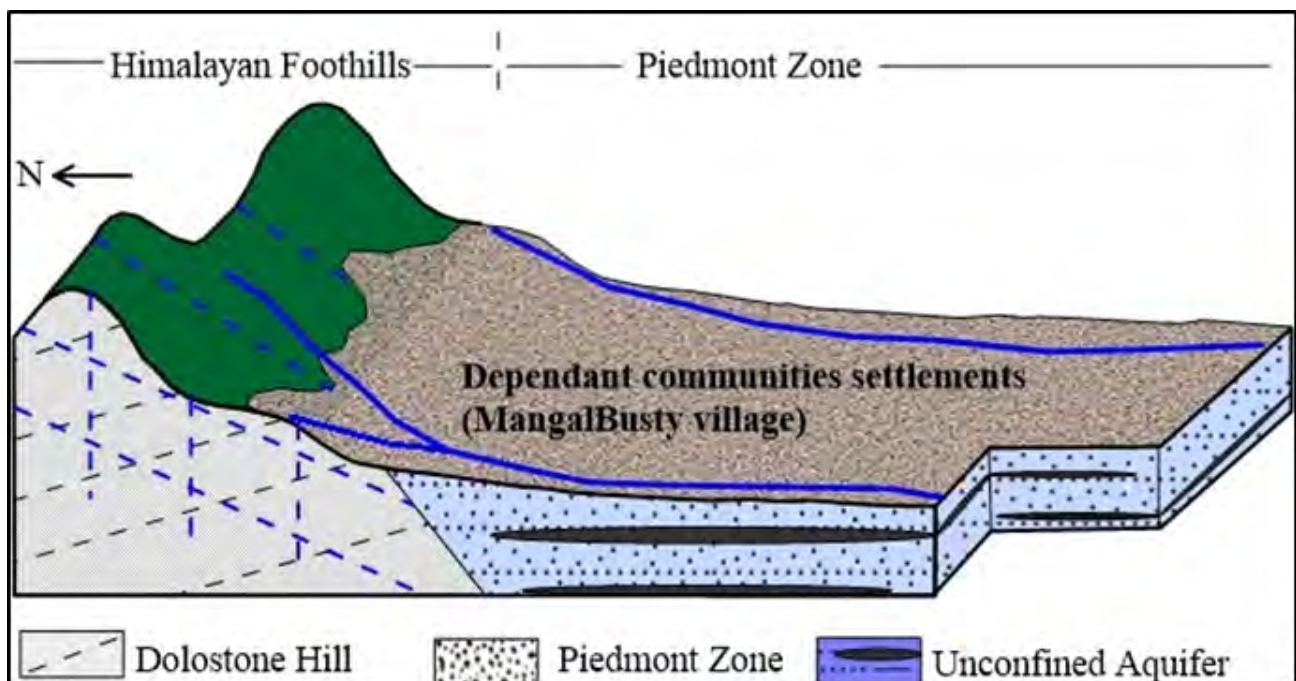 Himalayan Foothills
Piedmont Zone
N
Dependant communities settlements
(MangalBusty village)
Dolostone Hill
Piedmont Zone
Unconfined Aquifer